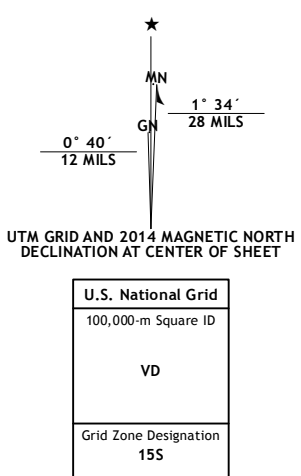 ★
MN
1° 34´
28 MILS
GN
0° 40´
12 MILS
UTM GRID AND 2014 MAGNETIC NORTH
DECLINATION AT CENTER OF SHEET
U.S. National Grid
100,000-m Square ID
VD
Grid Zone Designation
15S